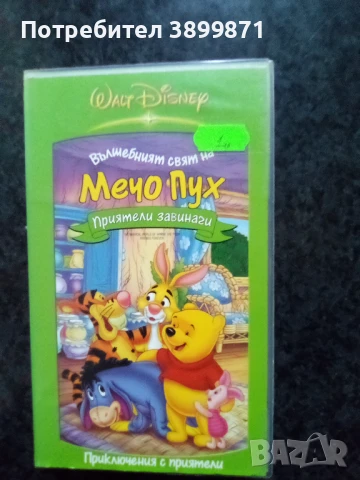 Потребител 3899871
WALT DISNEY
Вълшебният свят на
Мечо Пух
Приятели завинаги
Приключения с приятели
BAZAR